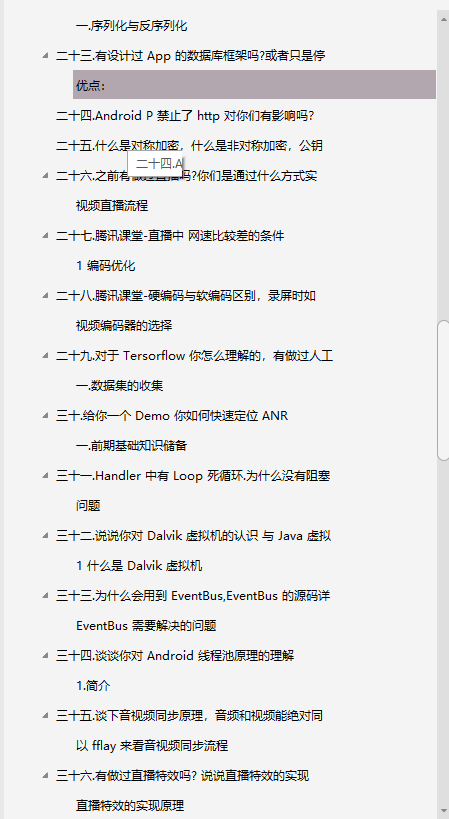 一.序列化与反序列化
二十三.有设计过 App 的数据库框架吗?或者只是停
优点:
二十四.Android P 禁止了 http 对你们有影响吗?
二十五.什么是对称加密，什么是非对称加密，公钥
二十四.A
二十六.之前有做过直播吗?你们是通过什么方式实
视频直播流程
二十七.腾讯课堂-直播中 网速比较差的条件
1 编码优化
二十八.腾讯课堂-硬编码与软编码区别，录屏时如
视频编码器的选择
二十九.对于 Tersorflow 你怎么理解的，有做过人工
一.数据集的收集
三十.给你一个 Demo 你如何快速定位 ANR
一.前期基础知识储备
三十一.Handler 中有 Loop 死循环.为什么没有阻塞
问题
三十二.说说你对 Dalvik 虚拟机的认识 与 Java 虚拟
1 什么是 Dalvik 虚拟机
三十三.为什么会用到 EventBus,EventBus 的源码详
EventBus 需要解决的问题
三十四.谈谈你对 Android 线程池原理的理解
1.简介
三十五.谈下音视频同步原理，音频和视频能绝对同
以 fflay 来看音视频同步流程
三十六.有做过直播特效吗? 说说直播特效的实现
直播特效的实现原理